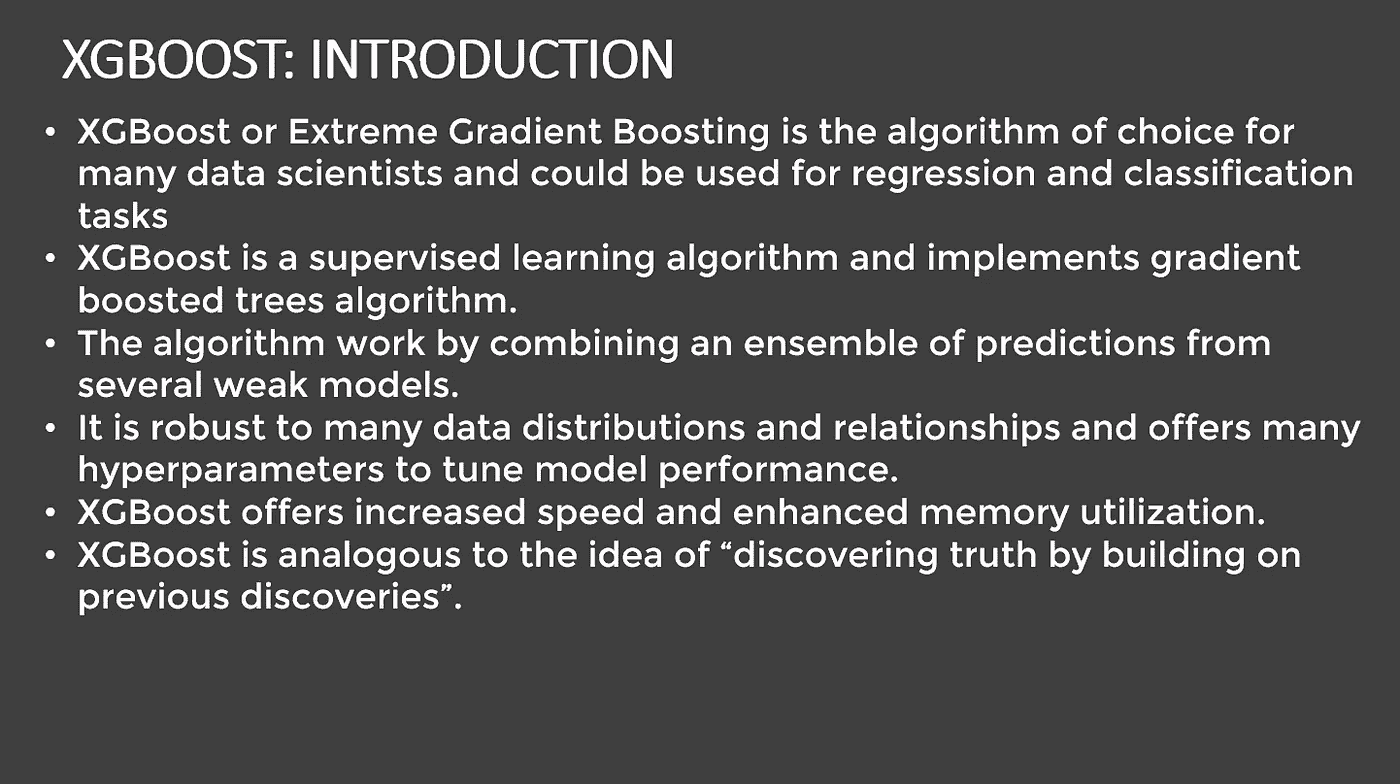 XGBOOST: INTRODUCTION
• XGBoost or Extreme Gradient Boosting is the algorithm of choice for
many data scientists and could be used for regression and classification
tasks
• XGBoost is a supervised learning algorithm and implements gradient
boosted trees algorithm.
• The algorithm work by combining an ensemble of predictions from
several weak models.
• It is robust to many data distributions and relationships and offers many
hyperparameters to tune model performance.
• XGBoost offers increased speed and enhanced memory utilization.
• XGBoost is analogous to the idea of “discovering truth by building on
previous discoveries”.